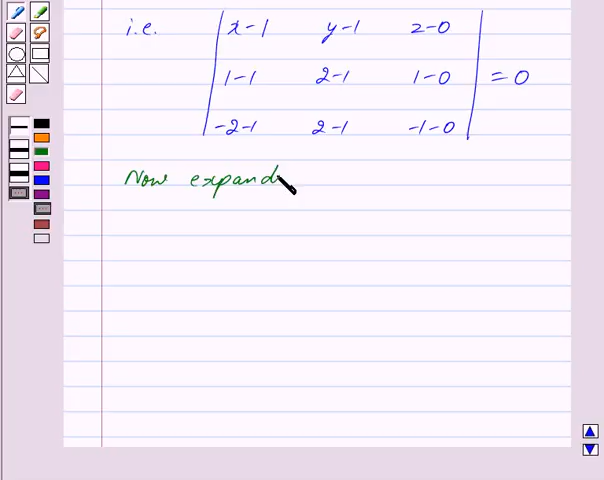 i.e. | x-1 y-1 z-0 |
| 1-1 2-1 1-0 | = 0
| -2-1 2-1 -1-0 |
Now expand